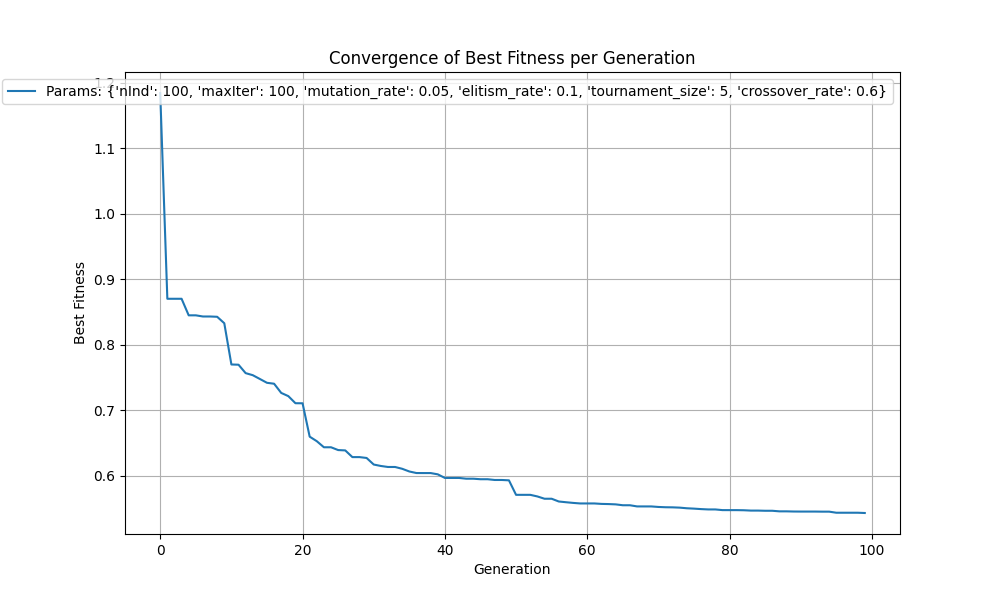 Convergence of Best Fitness per Generation
Params: {'nInd': 100, 'maxIter': 100, 'mutation_rate': 0.05, 'elitism_rate': 0.1, 'tournament_size': 5, 'crossover_rate': 0.6}
1.2
1.1
1.0
0.9
0.8
0.7
0.6
Best Fitness
0 20 40 60 80 100
Generation